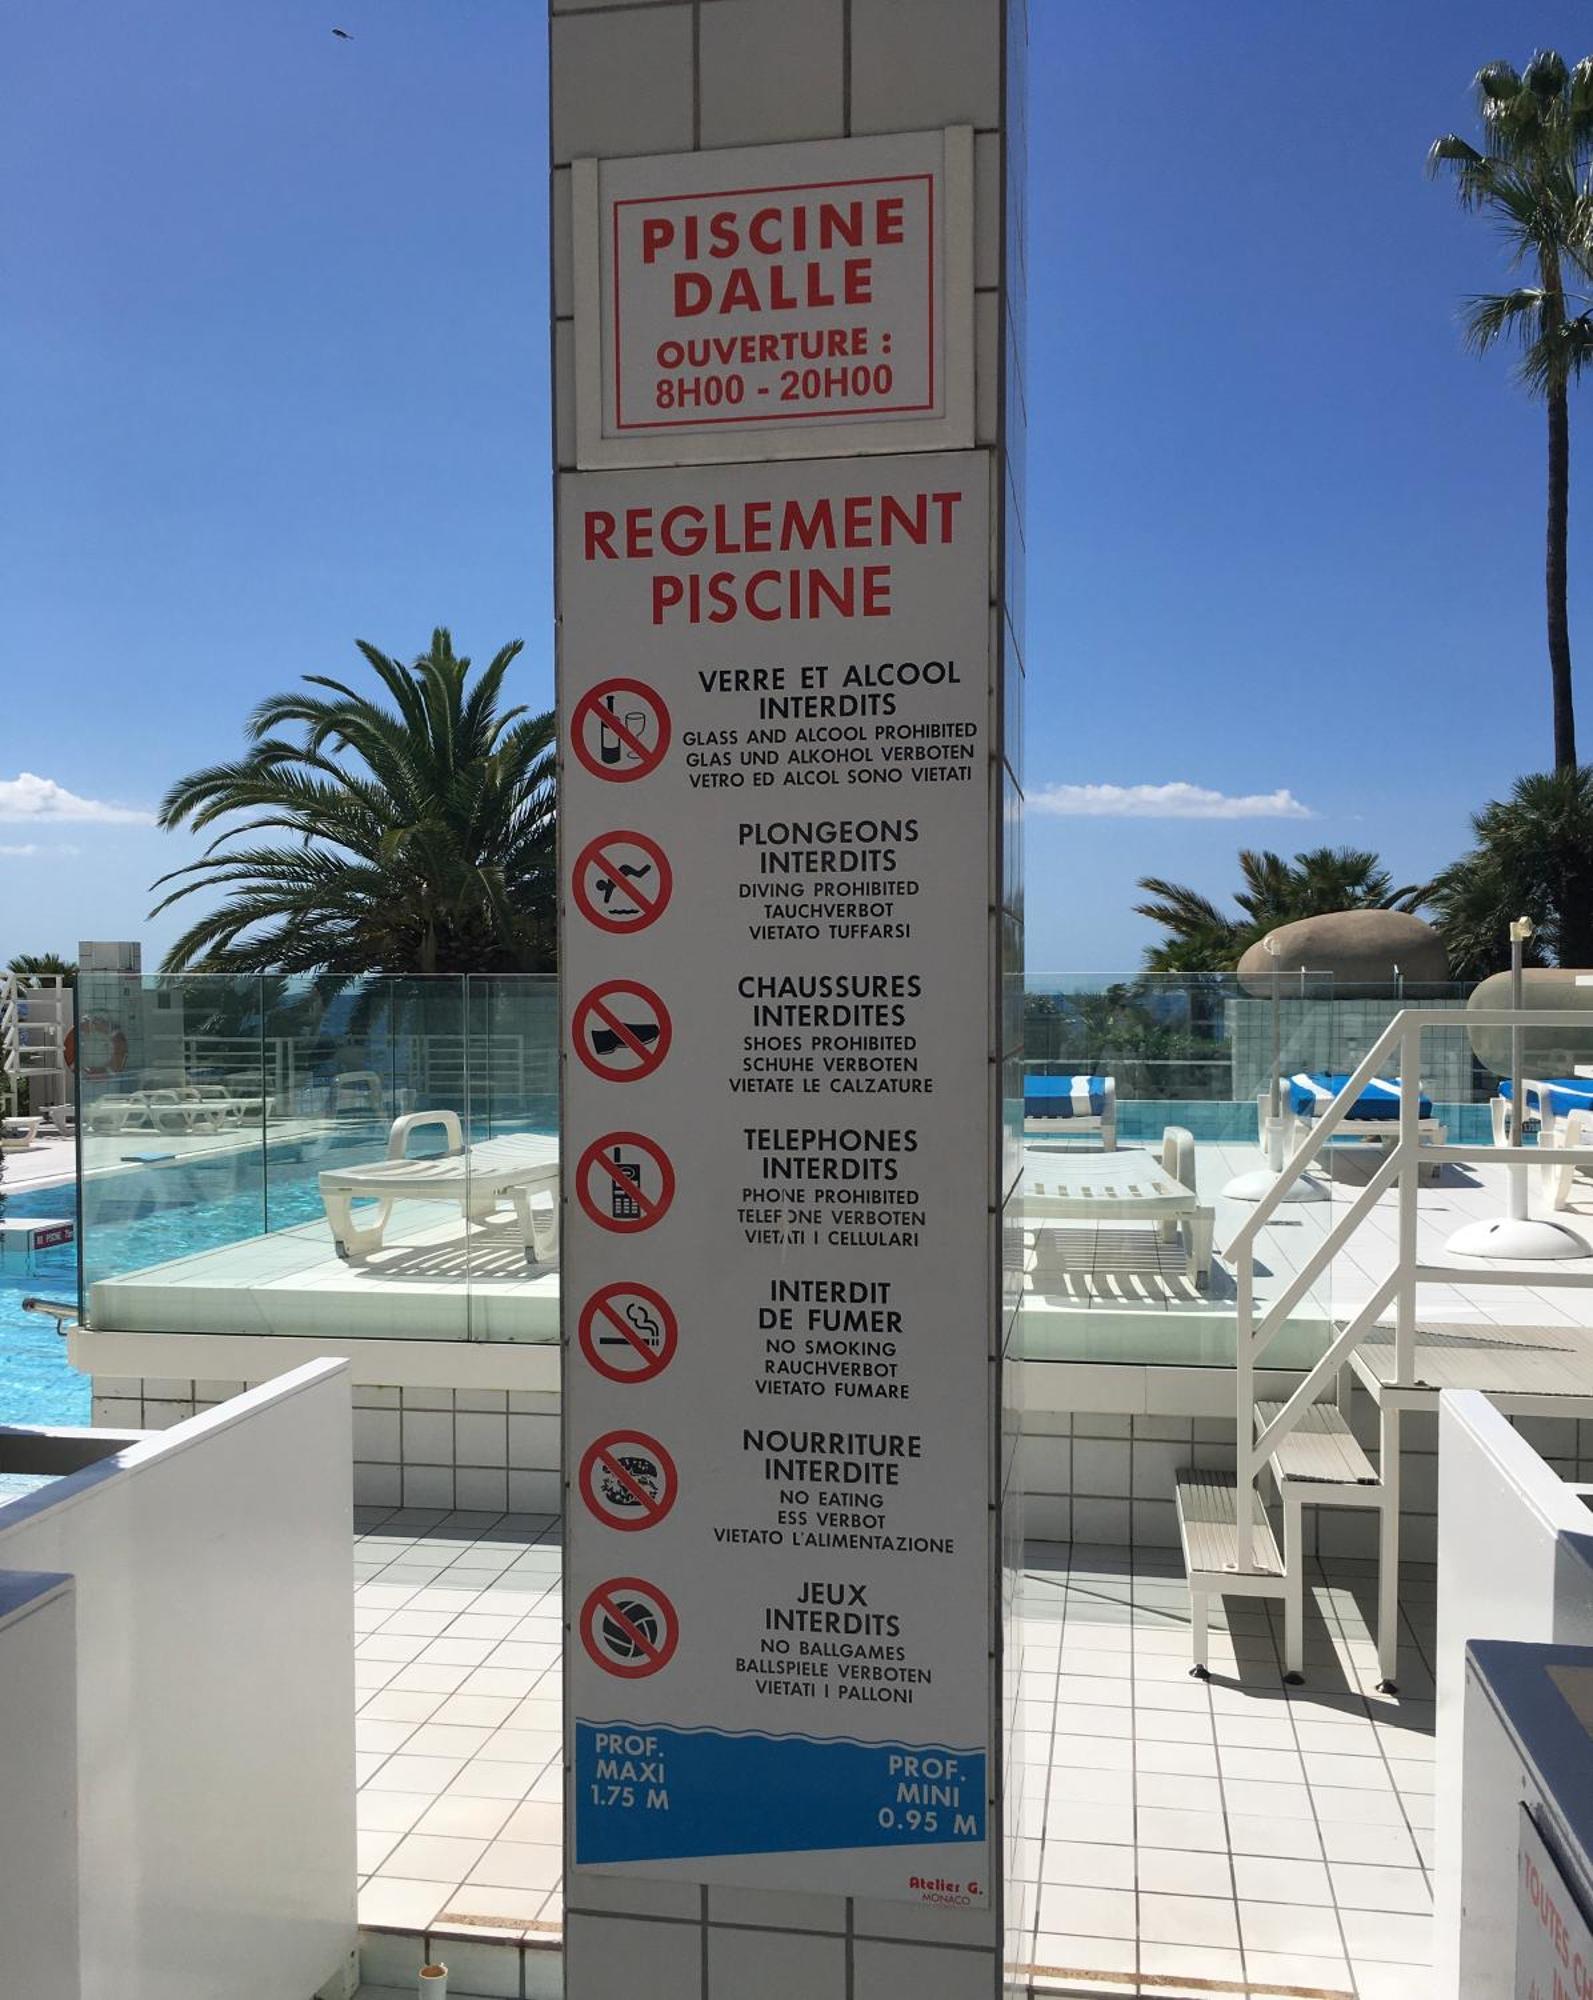 PISCINE
DALLE
OUVERTURE :
8H00 - 20H00
REGLEMENT
PISCINE
VERRE ET ALCOOL
INTERDITS
GLASS AND ALCOOL PROHIBITED
GLAS UND ALKOHOL VERBOTEN
VETRO ED ALCOL SONO VIETATI
PLONGEONS
INTERDITS
DIVING PROHIBITED
TAUCHVERBOT
VIETATO TUFFARSI
CHAUSSURES
INTERDITES
SHOES PROHIBITED
SCHUHE VERBOTEN
VIETATE LE CALZATURE
TELEPHONES
INTERDITS
PHONE PROHIBITED
TELEFONE VERBOTEN
VIETATI I CELLULARI
INTERDIT
DE FUMER
NO SMOKING
RAUCHVERBOT
VIETATO FUMARE
NOURRITURE
INTERDITE
NO EATING
ESS VERBOT
VIETATO L'ALIMENTAZIONE
JEUX
INTERDITS
NO BALLGAMES
BALLSPIELE VERBOTEN
VIETATI I PALLONI
PROF.
MAXI
1.75 M
PROF.
MINI
0.95 M
Atelier G.
MONACO
TOUTES